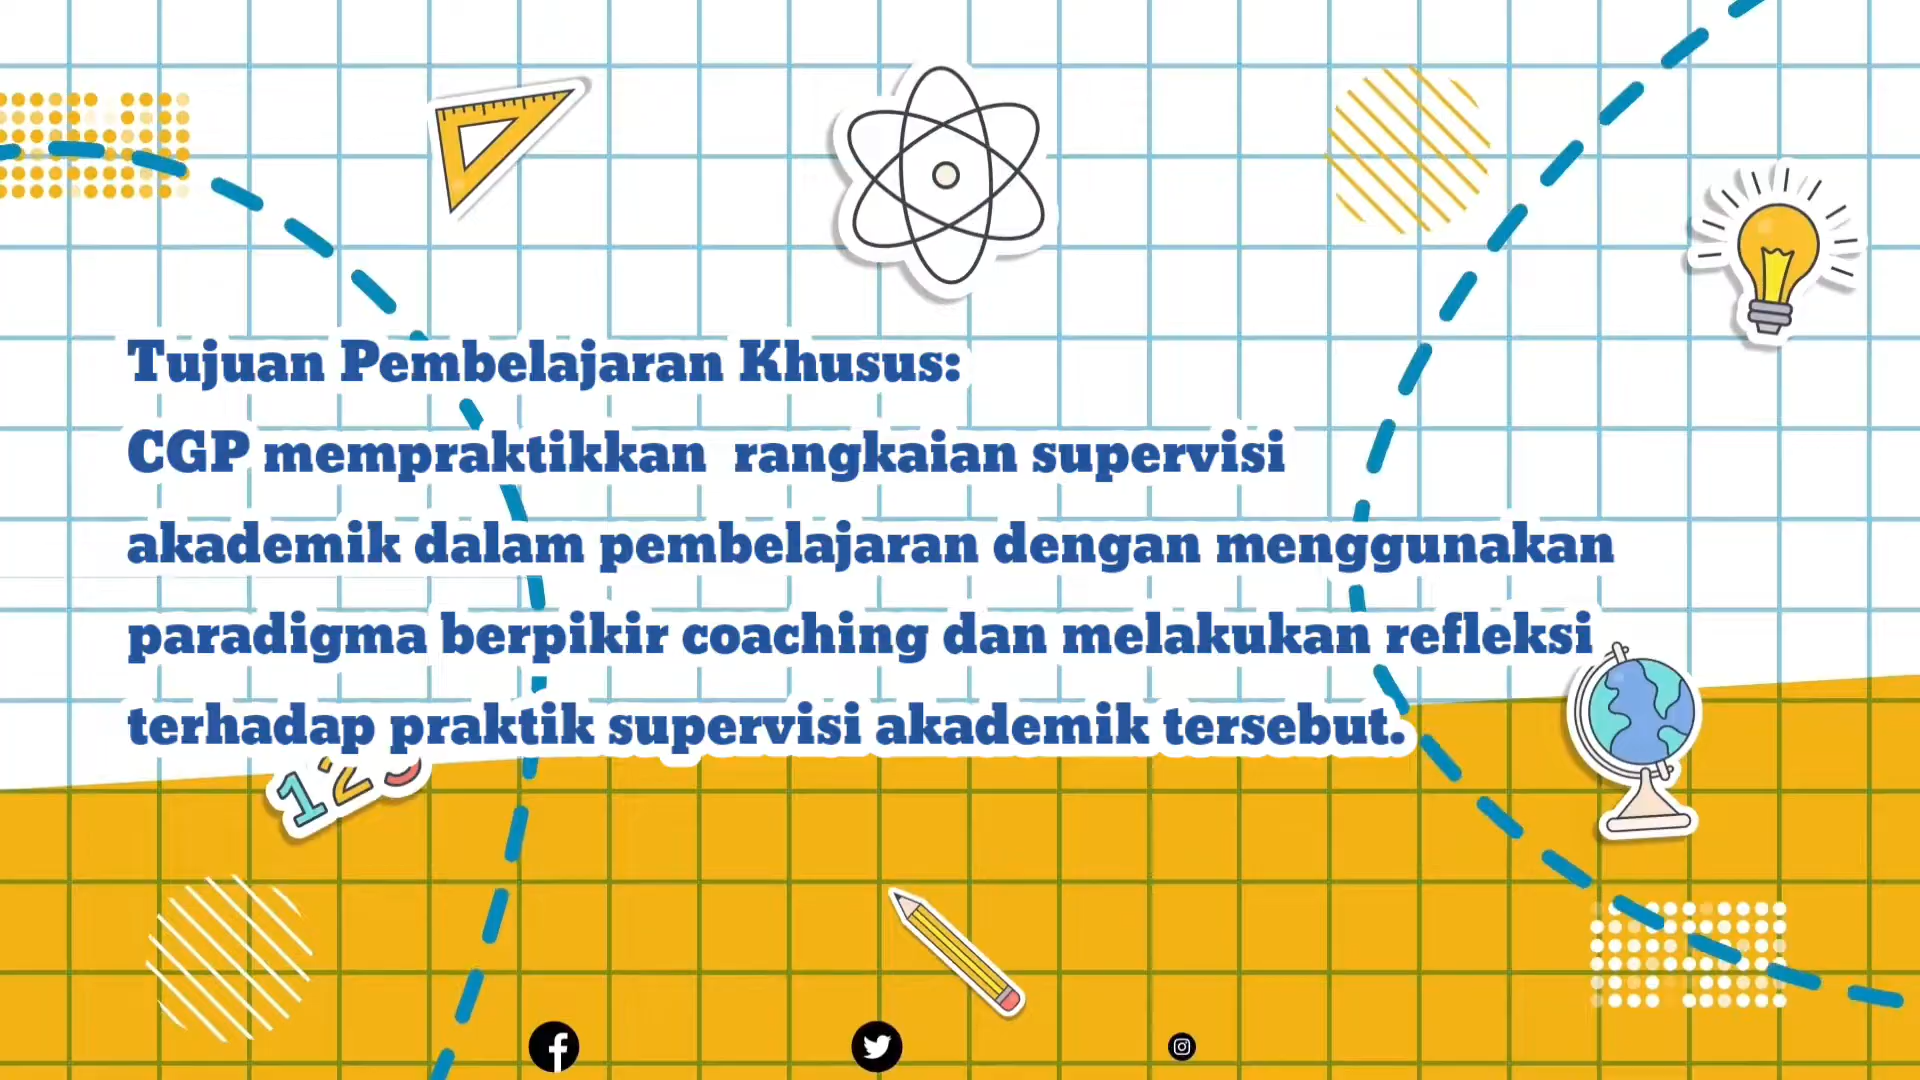 Tujuan Pembelajaran Khusus:
CGP mempraktikkan  rangkaian supervisi
akademik dalam pembelajaran dengan menggunakan
paradigma berpikir coaching dan melakukan refleksi
terhadap praktik supervisi akademik tersebut.
123